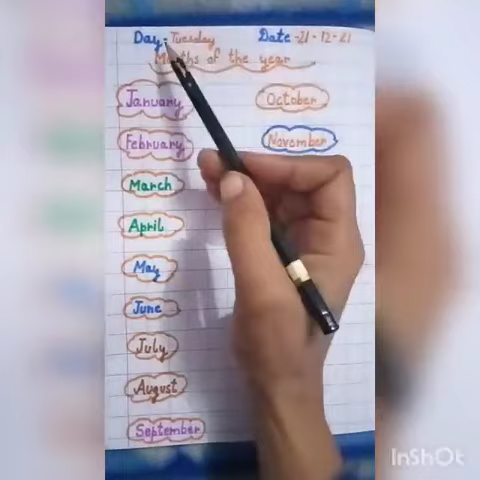 Day:- Tuesday Date -21-12-21
Months of the year
January
February
March
April
May
June
July
August
September
October
November
InShOt